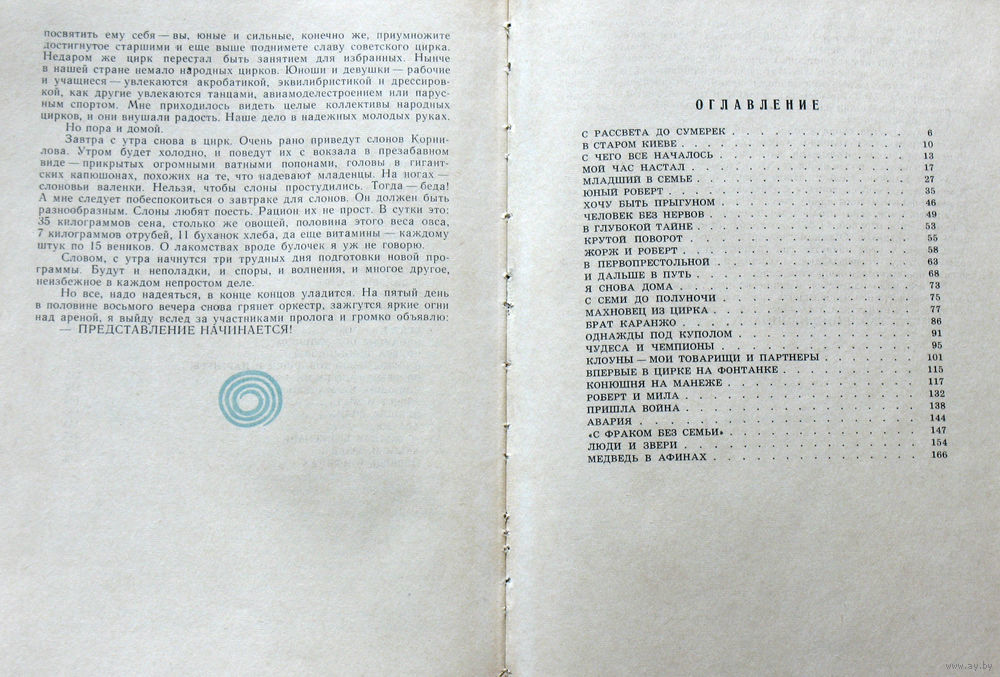 посвятить ему себя — вы, юные и сильные, конечно же, приумножите
достигнутое старшими и еще выше поднимете славу советского цирка.
Недаром же цирк перестал быть занятием для избранных. Нынче
в нашей стране немало народных цирков. Юноши и девушки — рабочие
и учащиеся — увлекаются акробатикой, эквилибристикой и дрессиров-
кой, как другие увлекаются танцами, авиамоделестроением или парус-
ным спортом. Мне приходилось видеть целые коллективы народных
цирков, и они внушали радость. Наше дело в надежных молодых руках.
Но пора и домой.
Завтра с утра снова в цирк. Очень рано приведут слонов Корни-
лова. Утром будет холодно, и поведут их с вокзала в презабавном
виде — прикрытых огромными ватными попонами, головы в гигант-
ских капюшонах, похожих на те, что надевают младенцы. На ногах —
слоновьи валенки. Нельзя, чтобы слоны простудились. Тогда — беда!
А мне следует побеспокоиться о завтраке для слонов. Он должен быть
разнообразным. Слоны любят поесть. Рацион их не прост. В сутки это:
35 килограммов сена, столько же овощей, половина этого веса овса,
7 килограммов отрубей, 11 буханок хлеба, да еще витамины — каждому
штук по 15 веников. О лакомствах вроде булочек я уж не говорю.
Словом, с утра начнутся три трудных дня подготовки новой про-
граммы. Будут и неполадки, и споры, и волнения, и многое другое,
неизбежное в каждом непростом деле.
Но все, надо надеяться, в конце концов уладится. На пятый день
в половине восьмого вечера снова грянет оркестр, зажгутся яркие огни
над ареной, я выйду вслед за участниками пролога и громко объявлю:
— ПРЕДСТАВЛЕНИЕ НАЧИНАЕТСЯ!
ОГЛАВЛЕНИЕ
С РАССВЕТА ДО СУМЕРЕК 6
В СТАРОМ КИЕВЕ 10
С ЧЕГО ВСЕ НАЧАЛОСЬ 13
МОЙ ЧАС НАСТАЛ 17
МЛАДШИЙ В СЕМЬЕ 27
ЮНЫЙ РОБЕРТ 35
ХОЧУ БЫТЬ ПРЫГУНОМ 46
ЧЕЛОВЕК БЕЗ НЕРВОВ 49
В ГЛУБОКОЙ ТАЙНЕ 53
КРУТОЙ ПОВОРОТ 55
ЖОРЖ И РОБЕРТ 58
В ПЕРВОПРЕСТОЛЬНОЙ 63
И ДАЛЬШЕ В ПУТЬ 68
Я СНОВА ДОМА 73
С СЕМИ ДО ПОЛУНОЧИ 75
МАХНОВЕЦ ИЗ ЦИРКА 77
БРАТ КАРАНЖО 86
ОДНАЖДЫ ПОД КУПОЛОМ 91
ЧУДЕСА И ЧЕМПИОНЫ 95
КЛОУНЫ — МОИ ТОВАРИЩИ И ПАРТНЕРЫ 101
ВПЕРВЫЕ В ЦИРКЕ НА ФОНТАНКЕ 115
КОНЮШНЯ НА МАНЕЖЕ 117
РОБЕРТ И МИЛА 132
ПРИШЛА ВОЙНА 138
АВАРИЯ 144
«С ФРАКОМ БЕЗ СЕМЬИ» 147
ЛЮДИ И ЗВЕРИ 154
МЕДВЕДЬ В АФИНАХ 166
www.ay.by